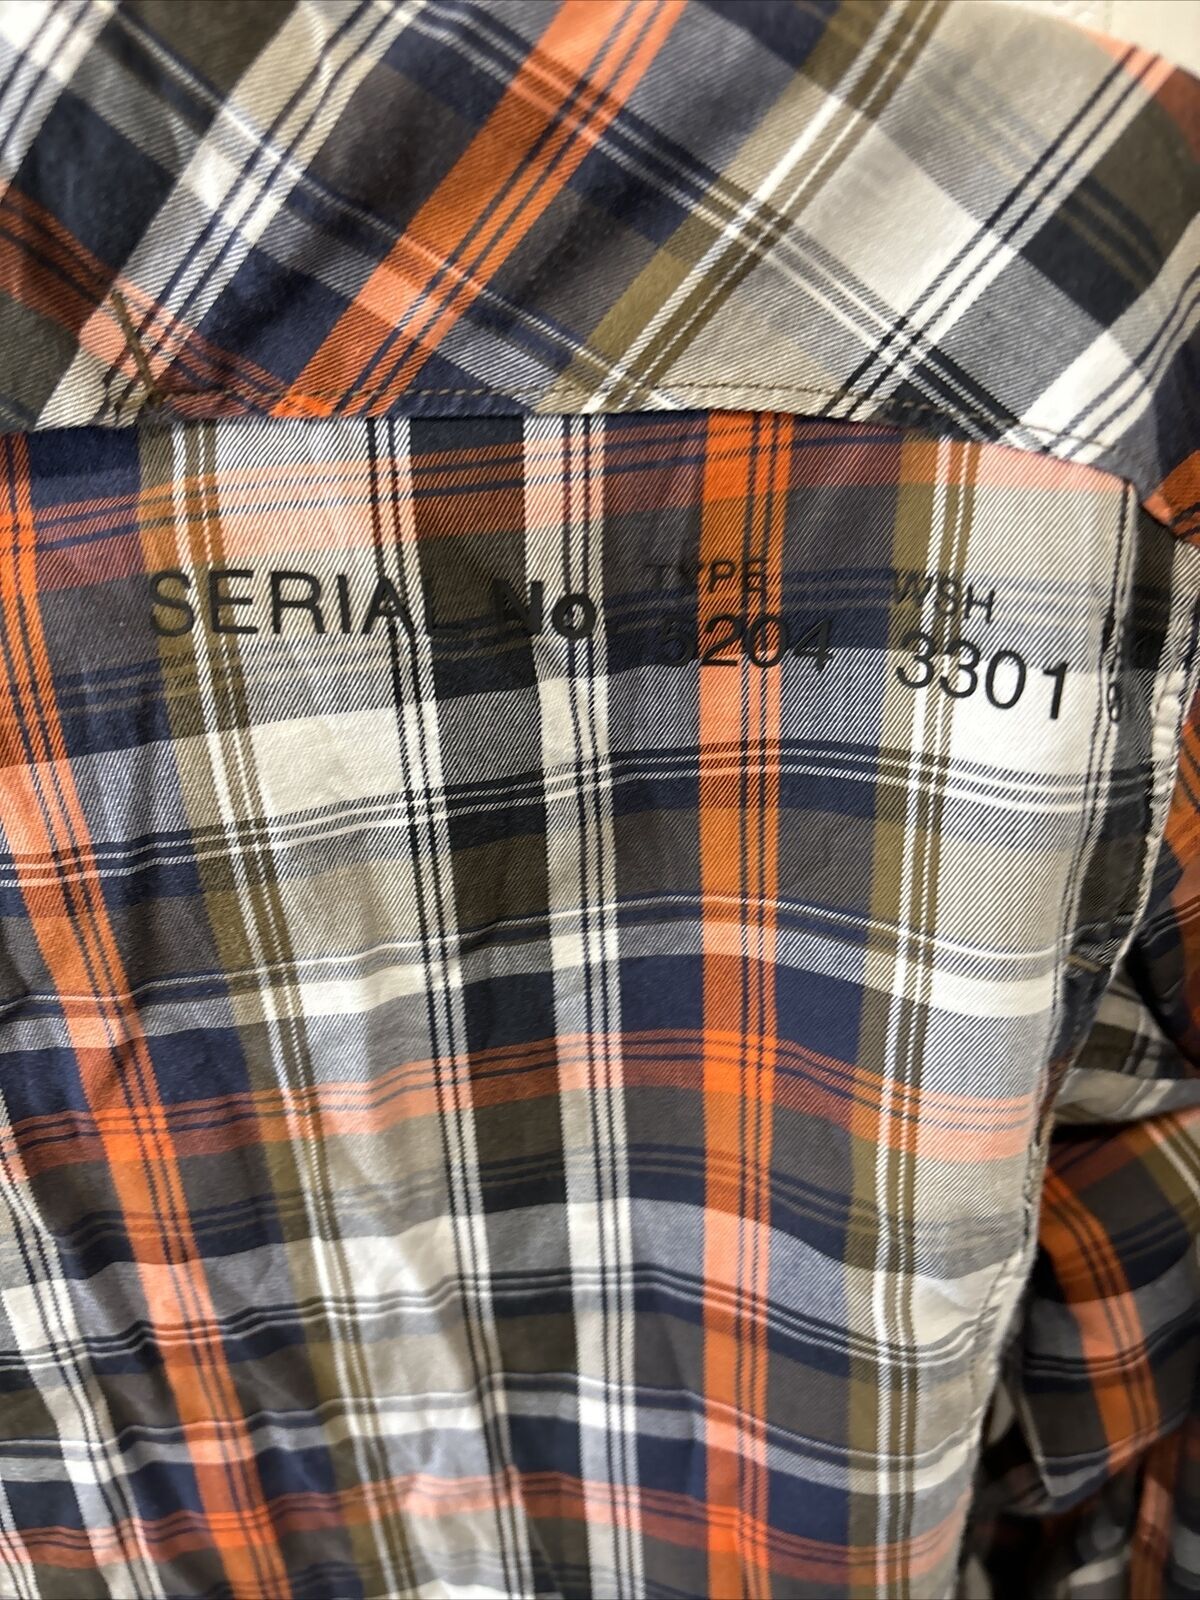 SERIAL No
TYPE
5204
WSH
3301